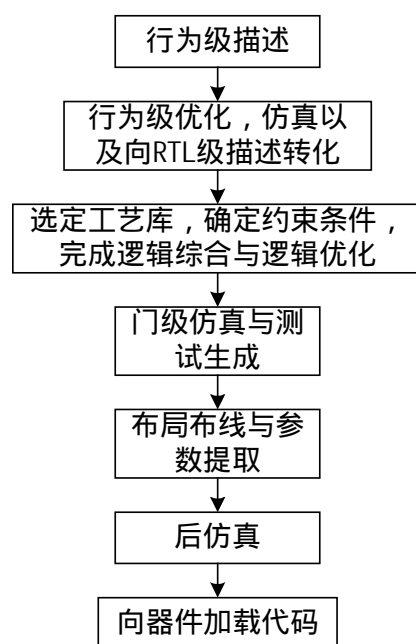 行为级描述
行为级优化，仿真以
及向RTL级描述转化
选定工艺库，确定约束条件，
完成逻辑综合与逻辑优化
门级仿真与测
试生成
布局布线与参
数提取
后仿真
向器件加载代码